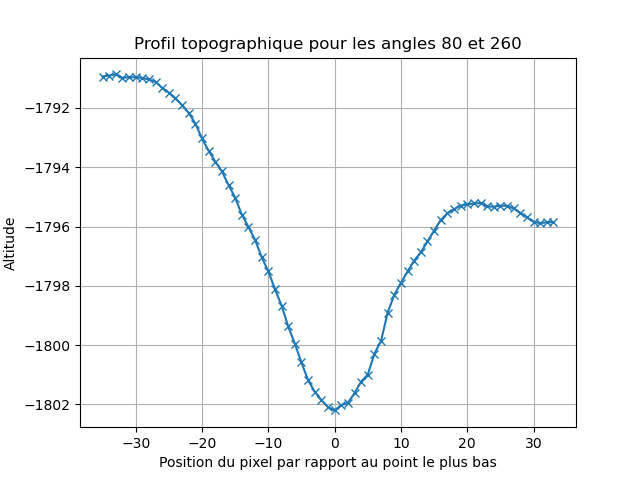 Profil topographique pour les angles 80 et 260
Altitude
−1792
−1794
−1796
−1798
−1800
−1802
−30 −20 −10 0 10 20 30
Position du pixel par rapport au point le plus bas